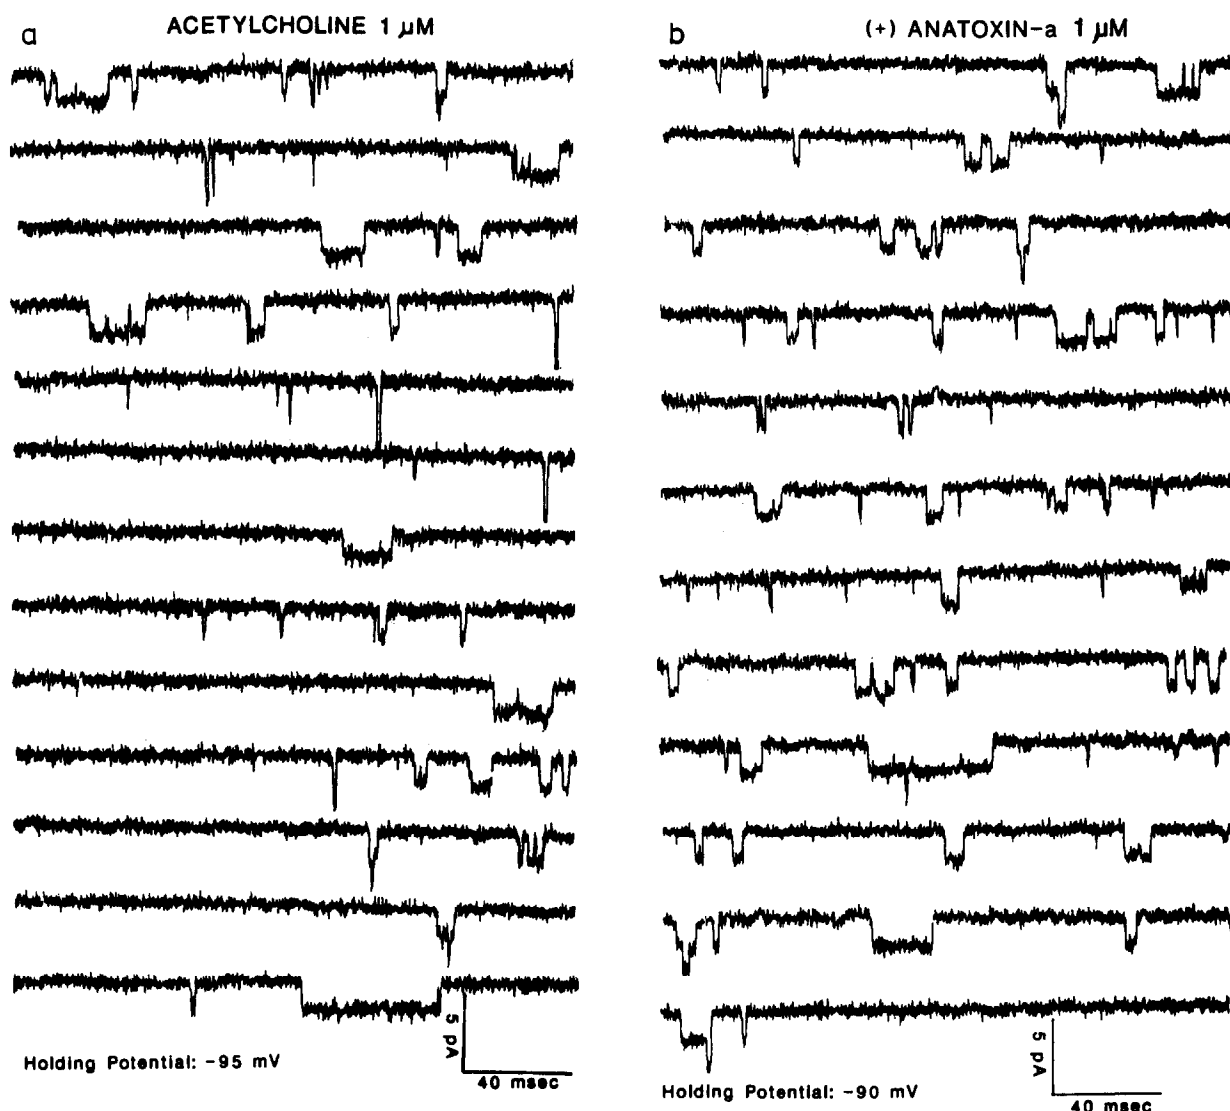 a
ACETYLCHOLINE 1 µM
5 pA
40 msec
Holding Potential: -95 mV
b
(+) ANATOXIN-a 1 µM
5 pA
40 msec
Holding Potential: -90 mV